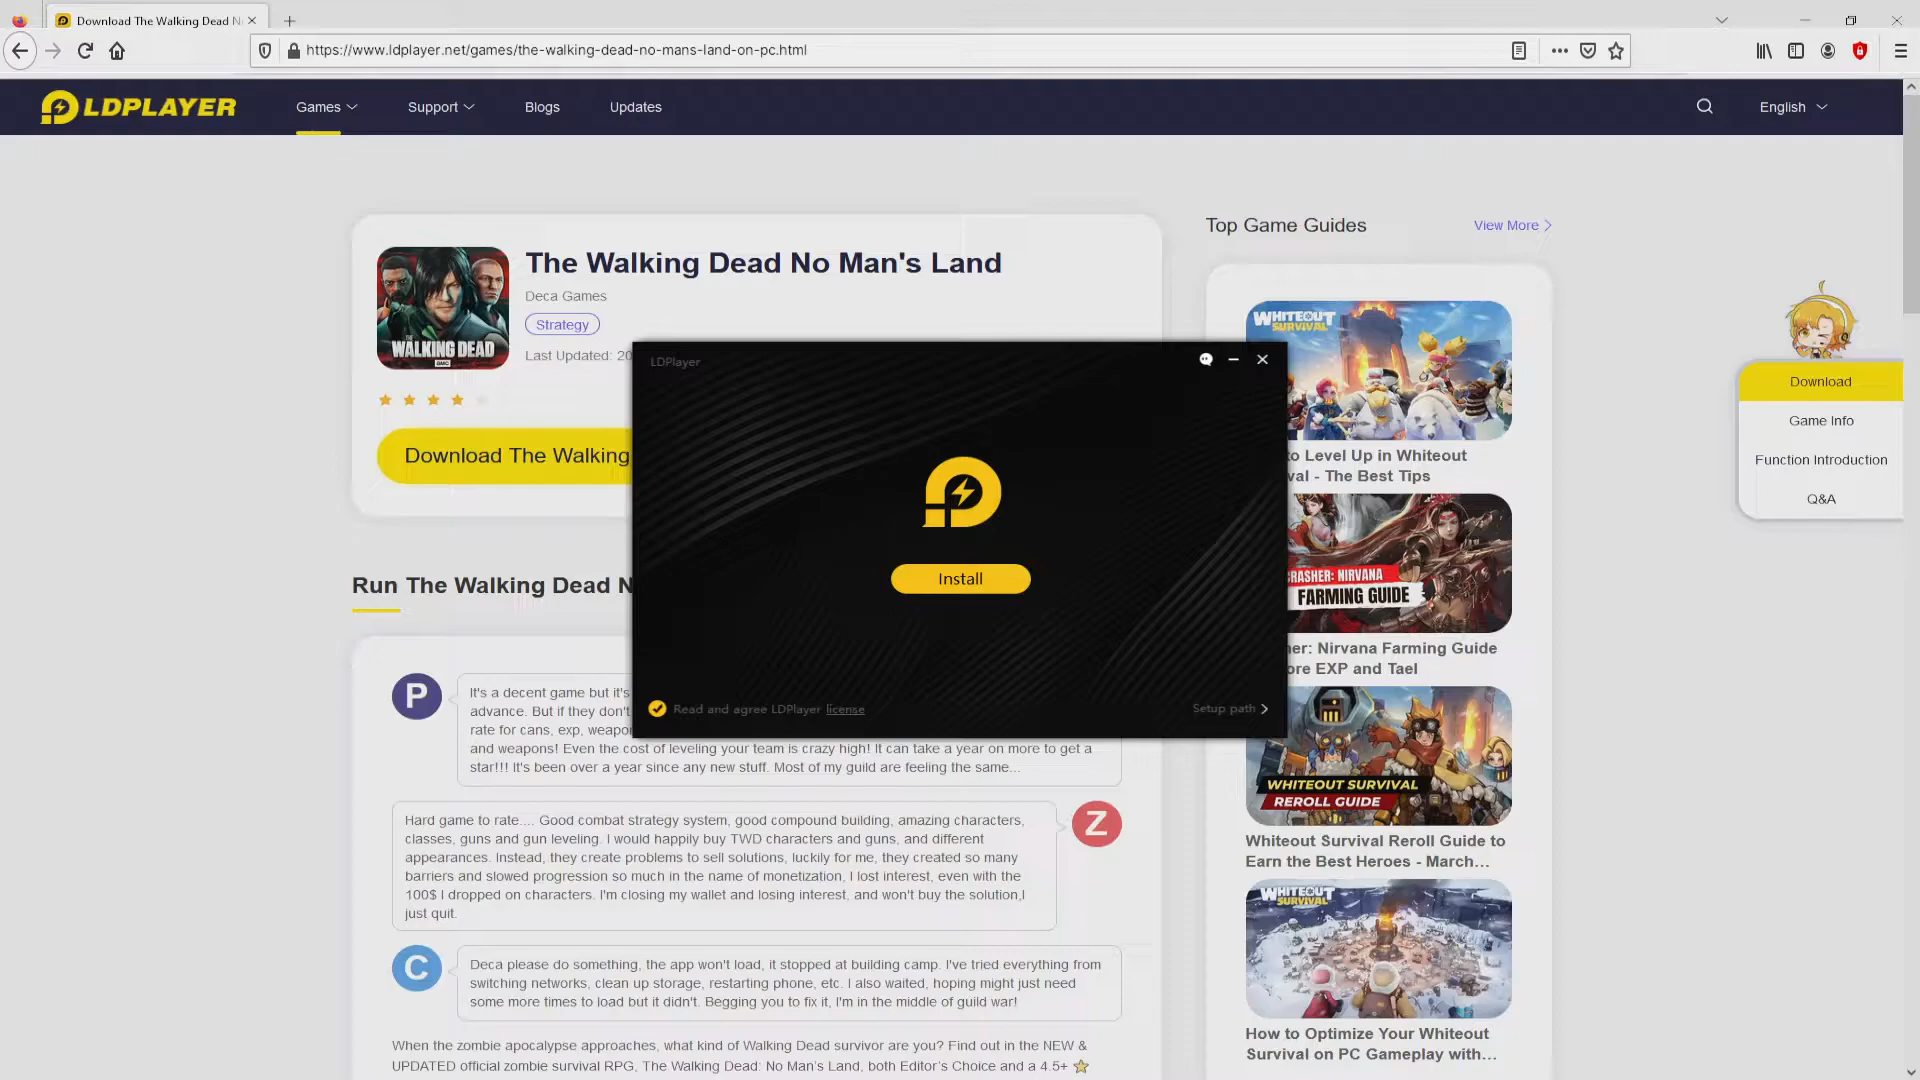 Download The Walking Dead N
https://www.ldplayer.net/games/the-walking-dead-no-mans-land-on-pc.html
LDPLAYER
Games
Support
Blogs
Updates
English
The Walking Dead No Man's Land
Deca Games
Strategy
Last Updated: 20
THE
WALKING DEAD
AMC
Download The Walking
Run The Walking Dead N
P
It's a decent game but it's
advance. But if they don't
rate for cans, exp, weapo
and weapons! Even the cost of leveling your team is crazy high! It can take a year on more to get a
star!!! It's been over a year since any new stuff. Most of my guild are feeling the same...
Hard game to rate.... Good combat strategy system, good compound building, amazing characters,
classes, guns and gun leveling. I would happily buy TWD characters and guns, and different
appearances. Instead, they create problems to sell solutions, luckily for me, they created so many
barriers and slowed progression so much in the name of monetization, I lost interest, even with the
100$ I dropped on characters. I'm closing my wallet and losing interest, and won't buy the solution,I
just quit.
Z
C
Deca please do something, the app won't load, it stopped at building camp. I've tried everything from
switching networks, clean up storage, restarting phone, etc. I also waited, hoping might just need
some more times to load but it didn't. Begging you to fix it, I'm in the middle of guild war!
When the zombie apocalypse approaches, what kind of Walking Dead survivor are you? Find out in the NEW &
UPDATED official zombie survival RPG, The Walking Dead: No Man's Land, both Editor's Choice and a 4.5+
LDPlayer
Install
Read and agree LDPlayer license
Setup path
Top Game Guides
View More
WHITEOUT
SURVIVAL
to Level Up in Whiteout
val - The Best Tips
CRASHER: NIRVANA
FARMING GUIDE
her: Nirvana Farming Guide
ore EXP and Tael
WHITEOUT SURVIVAL
REROLL GUIDE
Whiteout Survival Reroll Guide to
Earn the Best Heroes - March...
WHITEOUT
SURVIVAL
How to Optimize Your Whiteout
Survival on PC Gameplay with...
Download
Game Info
Function Introduction
Q&A